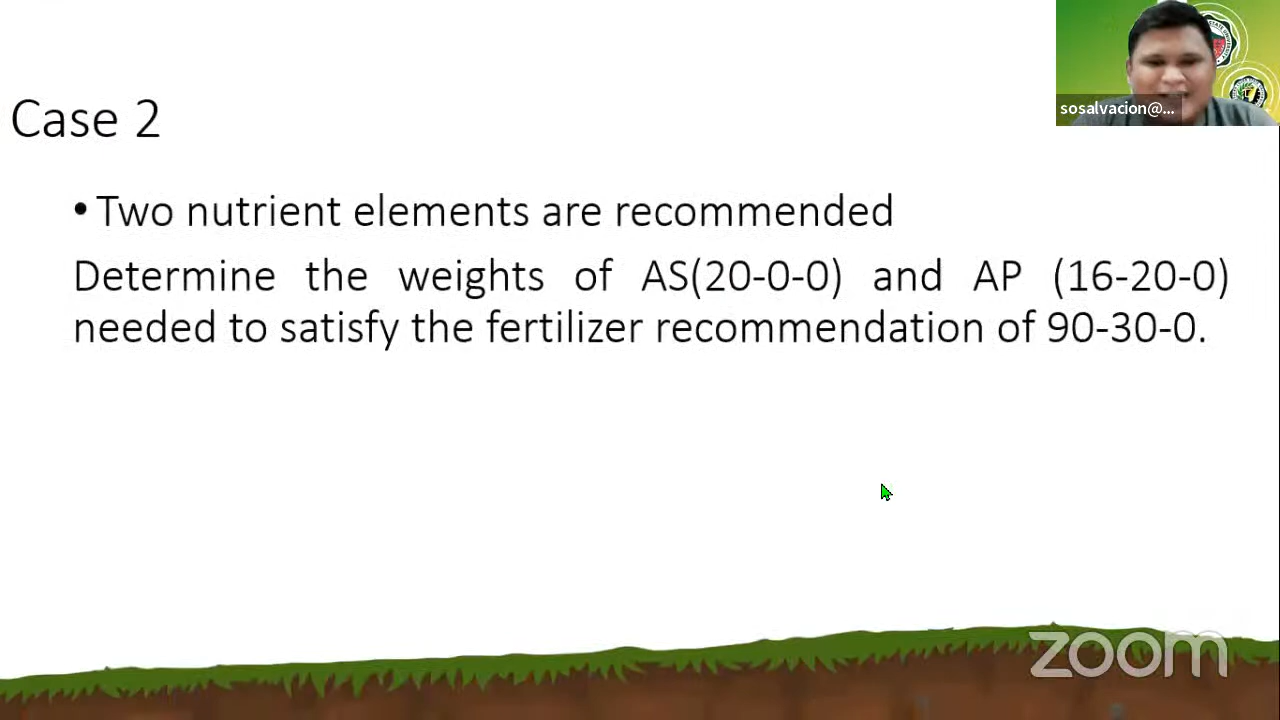 sosalvacion@...
Case 2
• Two nutrient elements are recommended
Determine the weights of AS(20-0-0) and AP (16-20-0)
needed to satisfy the fertilizer recommendation of 90-30-0.
zoom